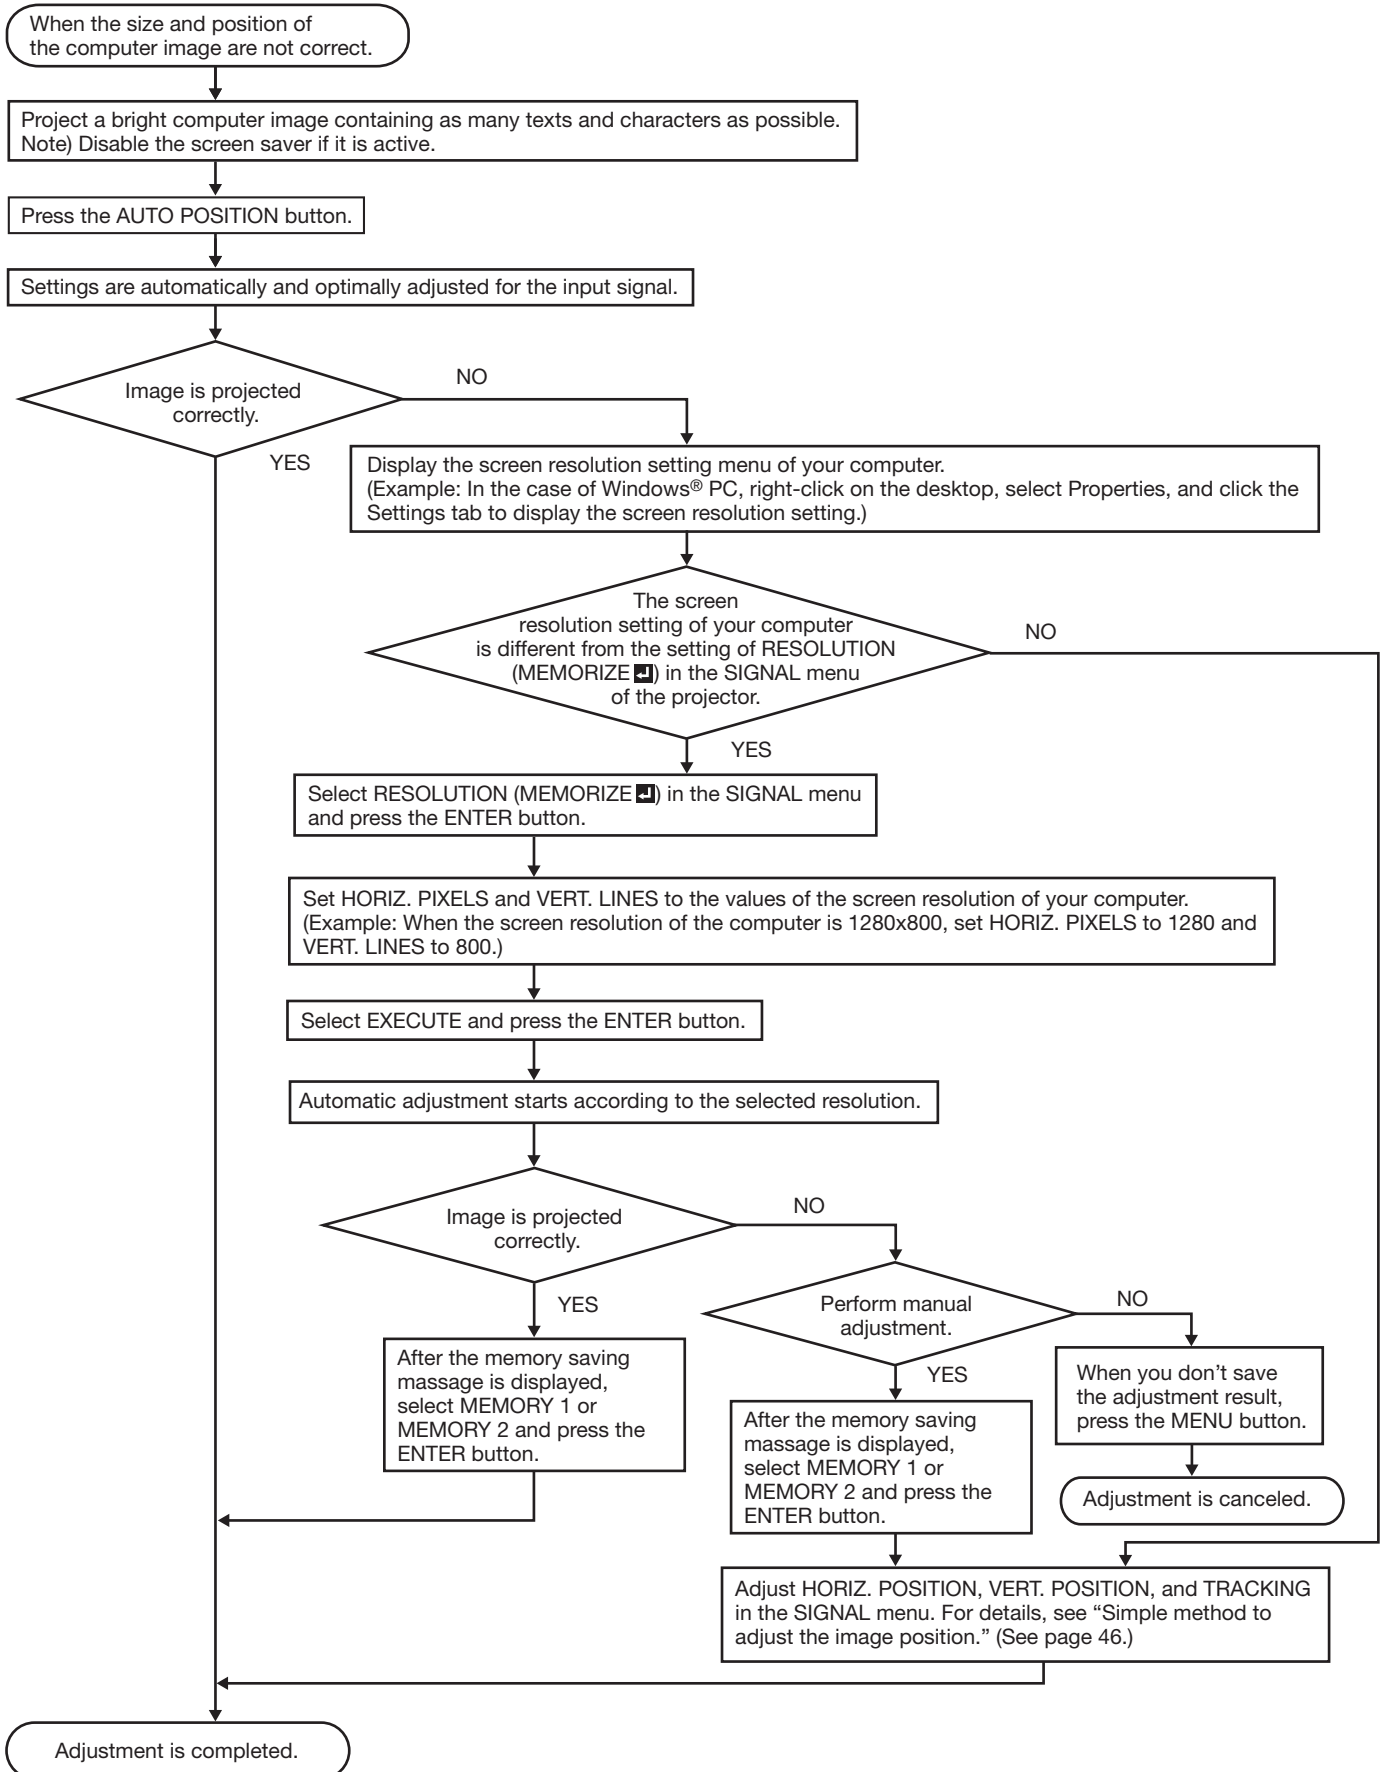 When the size and position of
the computer image are not correct.
Project a bright computer image containing as many texts and characters as possible.
Note) Disable the screen saver if it is active.
Press the AUTO POSITION button.
Settings are automatically and optimally adjusted for the input signal.
Image is projected
correctly.
NO
YES
Display the screen resolution setting menu of your computer.
(Example: In the case of Windows® PC, right-click on the desktop, select Properties, and click the
Settings tab to display the screen resolution setting.)
The screen
resolution setting of your computer
is different from the setting of RESOLUTION
(MEMORIZE ↵) in the SIGNAL menu
of the projector.
NO
YES
Select RESOLUTION (MEMORIZE ↵) in the SIGNAL menu
and press the ENTER button.
Set HORIZ. PIXELS and VERT. LINES to the values of the screen resolution of your computer.
(Example: When the screen resolution of the computer is 1280x800, set HORIZ. PIXELS to 1280 and
VERT. LINES to 800.)
Select EXECUTE and press the ENTER button.
Automatic adjustment starts according to the selected resolution.
Image is projected
correctly.
NO
YES
Perform manual
adjustment.
NO
YES
After the memory saving
massage is displayed,
select MEMORY 1 or
MEMORY 2 and press the
ENTER button.
After the memory saving
massage is displayed,
select MEMORY 1 or
MEMORY 2 and press the
ENTER button.
When you don't save
the adjustment result,
press the MENU button.
Adjustment is canceled.
Adjust HORIZ. POSITION, VERT. POSITION, and TRACKING
in the SIGNAL menu. For details, see “Simple method to
adjust the image position.” (See page 46.)
Adjustment is completed.